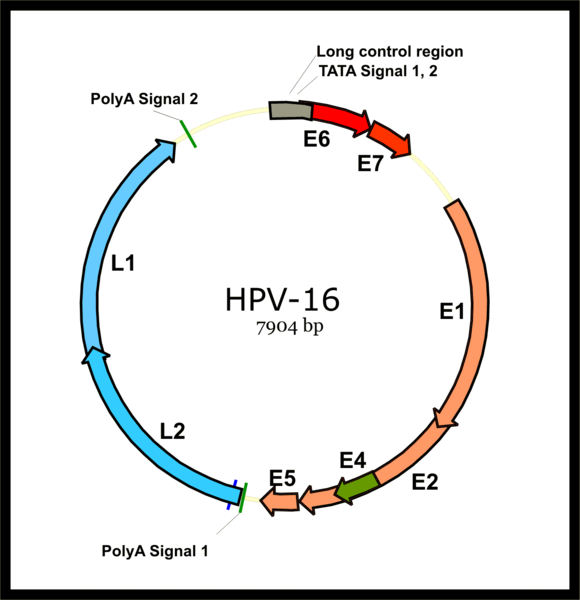 Long control region
TATA Signal 1, 2
PolyA Signal 2
E6
E7
L1
HPV-16
7904 bp
E1
L2
E4
E5
E2
PolyA Signal 1